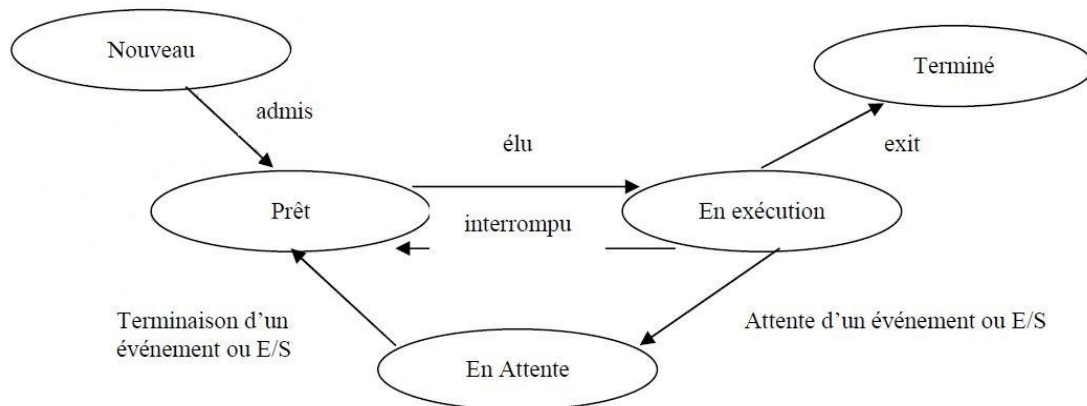 Nouveau
Terminé
admis
élu
exit
Prêt
En exécution
interrompu
Terminaison d’un
événement ou E/S
Attente d’un événement ou E/S
En Attente